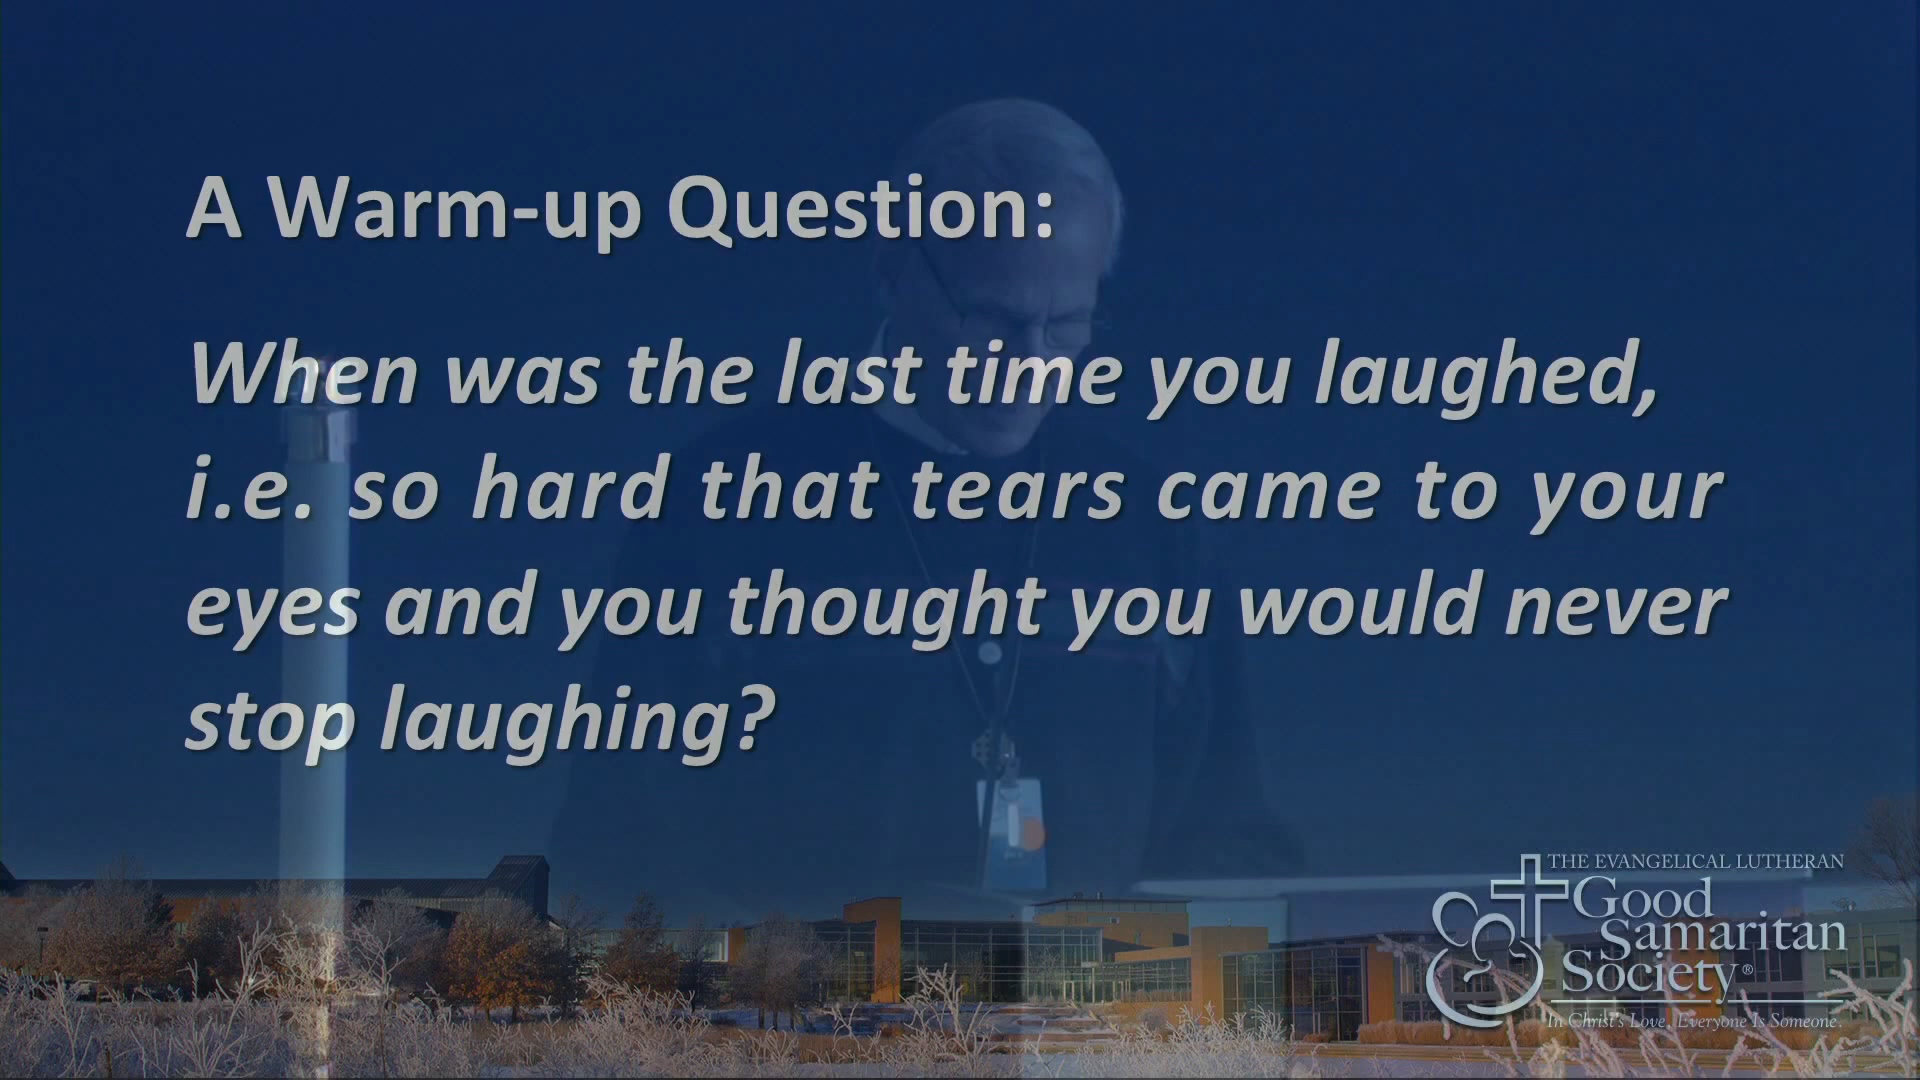 A Warm-up Question:
When was the last time you laughed,
i.e. so hard that tears came to your
eyes and you thought you would never
stop laughing?
THE EVANGELICAL LUTHERAN
Good
Samaritan
Society®
In Christ's Love, Everyone Is Someone.